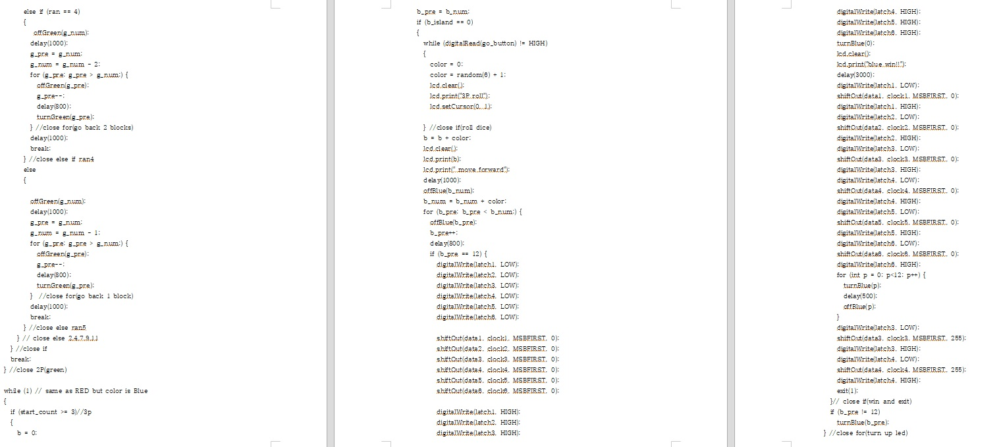 else if (ran == 4)
{
offGreen(g_num);
delay(1000);
g_pre = g_num;
g_num = g_num - 2;
for (g_pre; g_pre > g_num;) {
offGreen(g_pre);
g_pre--;
delay(800);
turnGreen(g_pre);
} //close for(go back 2 blocks)
delay(1000);
break;
} //close else if ran4
else
{
offGreen(g_num);
delay(1000);
g_pre = g_num;
g_num = g_num - 1;
for (g_pre; g_pre > g_num;) {
offGreen(g_pre);
g_pre--;
delay(800);
turnGreen(g_pre);
} //close for(go back 1 block)
delay(1000);
break;
} //close else ran5
} // close else 2,4,7,9,11
} //close if
break;
} //close 2P(green)
while (1) // same as RED but color is Blue
{
if (start_count >= 3)//3p
{
b = 0;
b_pre = b_num;
if (b_island == 0)
{
while (digitalRead(go_button) != HIGH)
{
color = 0;
color = random(6) + 1;
lcd.clear();
lcd.print("3P roll");
lcd.setCursor(0, 1);
} //close if(roll dice)
b = b + color;
lcd.clear();
lcd.print(b);
lcd.print(" move forward");
delay(1000);
offBlue(b_num);
b_num = b_num + color;
for (b_pre; b_pre < b_num;) {
offBlue(b_pre);
b_pre++;
delay(800);
if (b_pre == 12) {
digitalWrite(latch1, LOW);
digitalWrite(latch2, LOW);
digitalWrite(latch3, LOW);
digitalWrite(latch4, LOW);
digitalWrite(latch5, LOW);
digitalWrite(latch6, LOW);
shiftOut(data1, clock1, MSBFIRST, 0);
shiftOut(data2, clock2, MSBFIRST, 0);
shiftOut(data3, clock3, MSBFIRST, 0);
shiftOut(data4, clock4, MSBFIRST, 0);
shiftOut(data5, clock5, MSBFIRST, 0);
shiftOut(data6, clock6, MSBFIRST, 0);
digitalWrite(latch1, HIGH);
digitalWrite(latch2, HIGH);
digitalWrite(latch3, HIGH);
digitalWrite(latch4, HIGH);
digitalWrite(latch5, HIGH);
digitalWrite(latch6, HIGH);
turnBlue(0);
lcd.clear();
lcd.print("blue win!!");
delay(3000);
digitalWrite(latch1, LOW);
shiftOut(data1, clock1, MSBFIRST, 0);
digitalWrite(latch1, HIGH);
digitalWrite(latch2, LOW);
shiftOut(data2, clock2, MSBFIRST, 0);
digitalWrite(latch2, HIGH);
digitalWrite(latch3, LOW);
shiftOut(data3, clock3, MSBFIRST, 0);
digitalWrite(latch3, HIGH);
digitalWrite(latch4, LOW);
shiftOut(data4, clock4, MSBFIRST, 0);
digitalWrite(latch4, HIGH);
digitalWrite(latch5, LOW);
shiftOut(data5, clock5, MSBFIRST, 0);
digitalWrite(latch5, HIGH);
digitalWrite(latch6, LOW);
shiftOut(data6, clock6, MSBFIRST, 0);
digitalWrite(latch6, HIGH);
for (int p = 0; p<12; p++) {
turnBlue(p);
delay(500);
offBlue(p);
}
digitalWrite(latch3, LOW);
shiftOut(data3, clock3, MSBFIRST, 255);
digitalWrite(latch3, HIGH);
digitalWrite(latch4, LOW);
shiftOut(data4, clock4, MSBFIRST, 255);
digitalWrite(latch4, HIGH);
exit(1);
}// close if(win and exit)
if (b_pre != 12)
turnBlue(b_pre);
} //close for(turn up led)